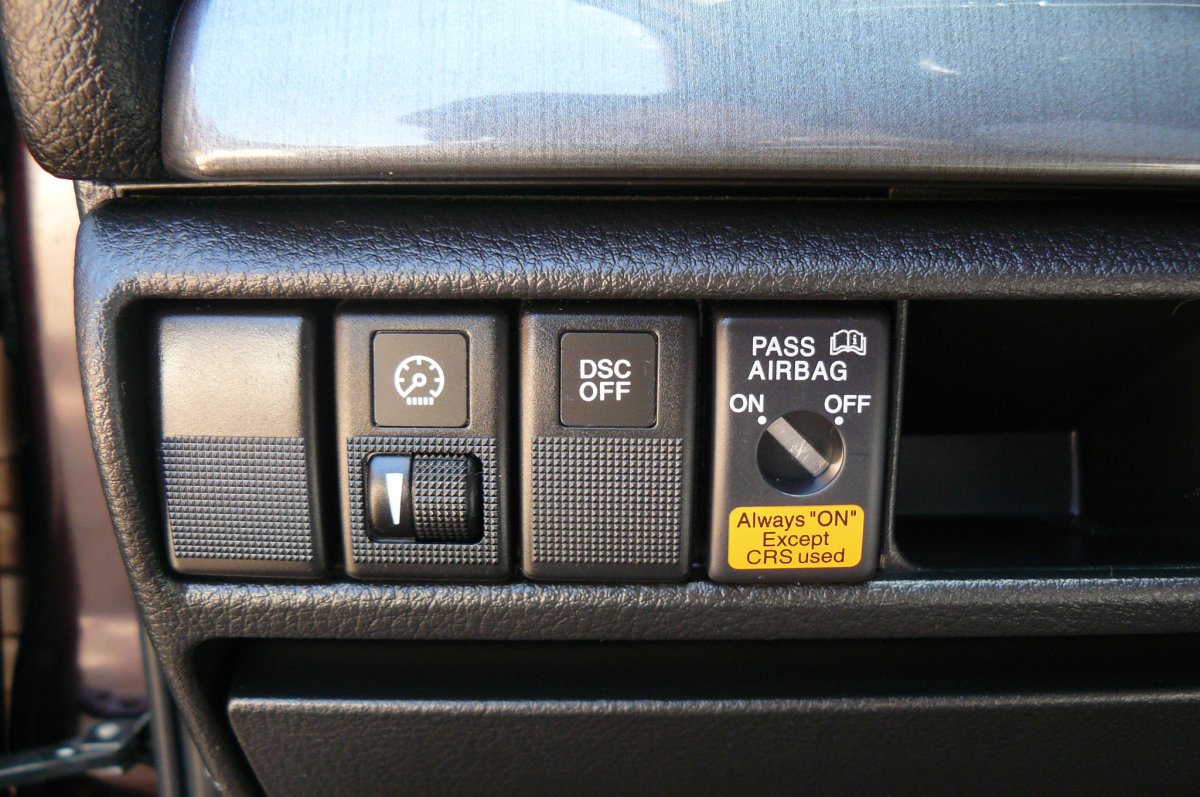 DSC
OFF
PASS
AIRBAG
ON OFF
Always "ON"
Except
CRS used